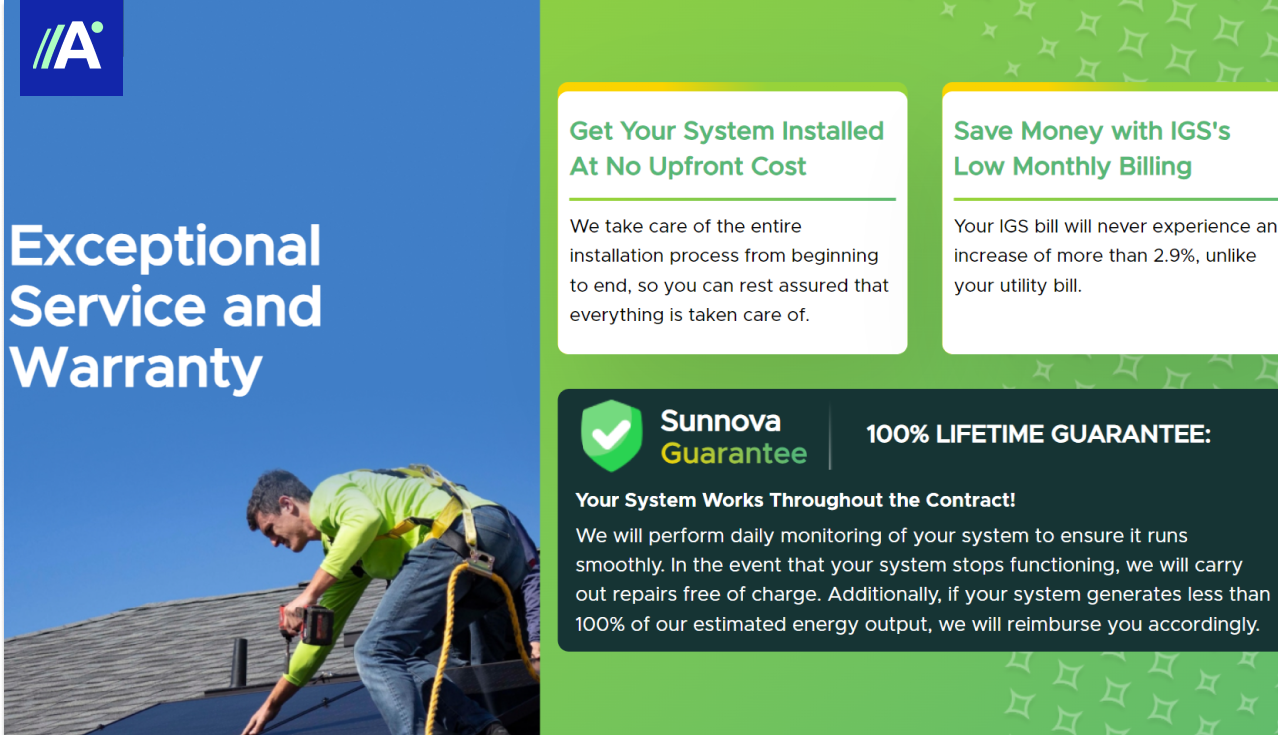 A
Exceptional
Service and
Warranty
Get Your System Installed
At No Upfront Cost
We take care of the entire
installation process from beginning
to end, so you can rest assured that
everything is taken care of.
Save Money with IGS's
Low Monthly Billing
Your IGS bill will never experience an
increase of more than 2.9%, unlike
your utility bill.
Sunnova
Guarantee
100% LIFETIME GUARANTEE:
Your System Works Throughout the Contract!
We will perform daily monitoring of your system to ensure it runs
smoothly. In the event that your system stops functioning, we will carry
out repairs free of charge. Additionally, if your system generates less than
100% of our estimated energy output, we will reimburse you accordingly.